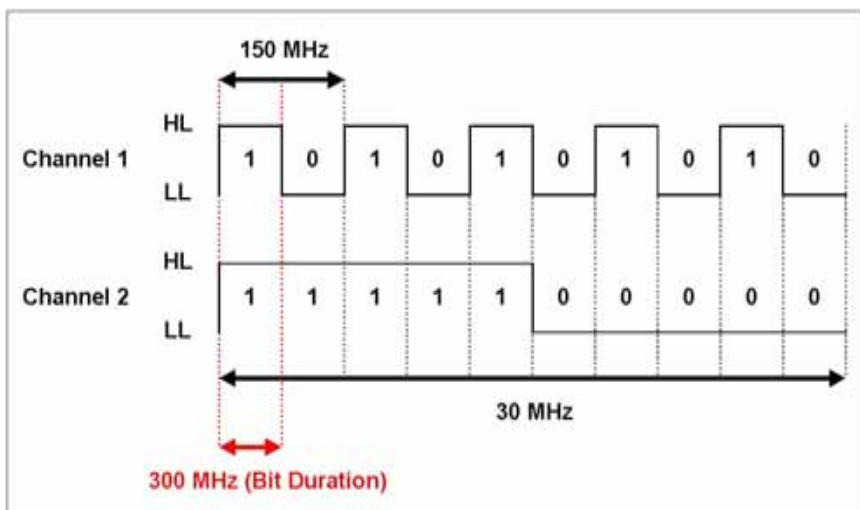 150 MHz
HL
Channel 1 1 0 1 0 1 0 1 0 1 0
LL
HL
Channel 2 1 1 1 1 1 0 0 0 0 0
LL
30 MHz
300 MHz (Bit Duration)